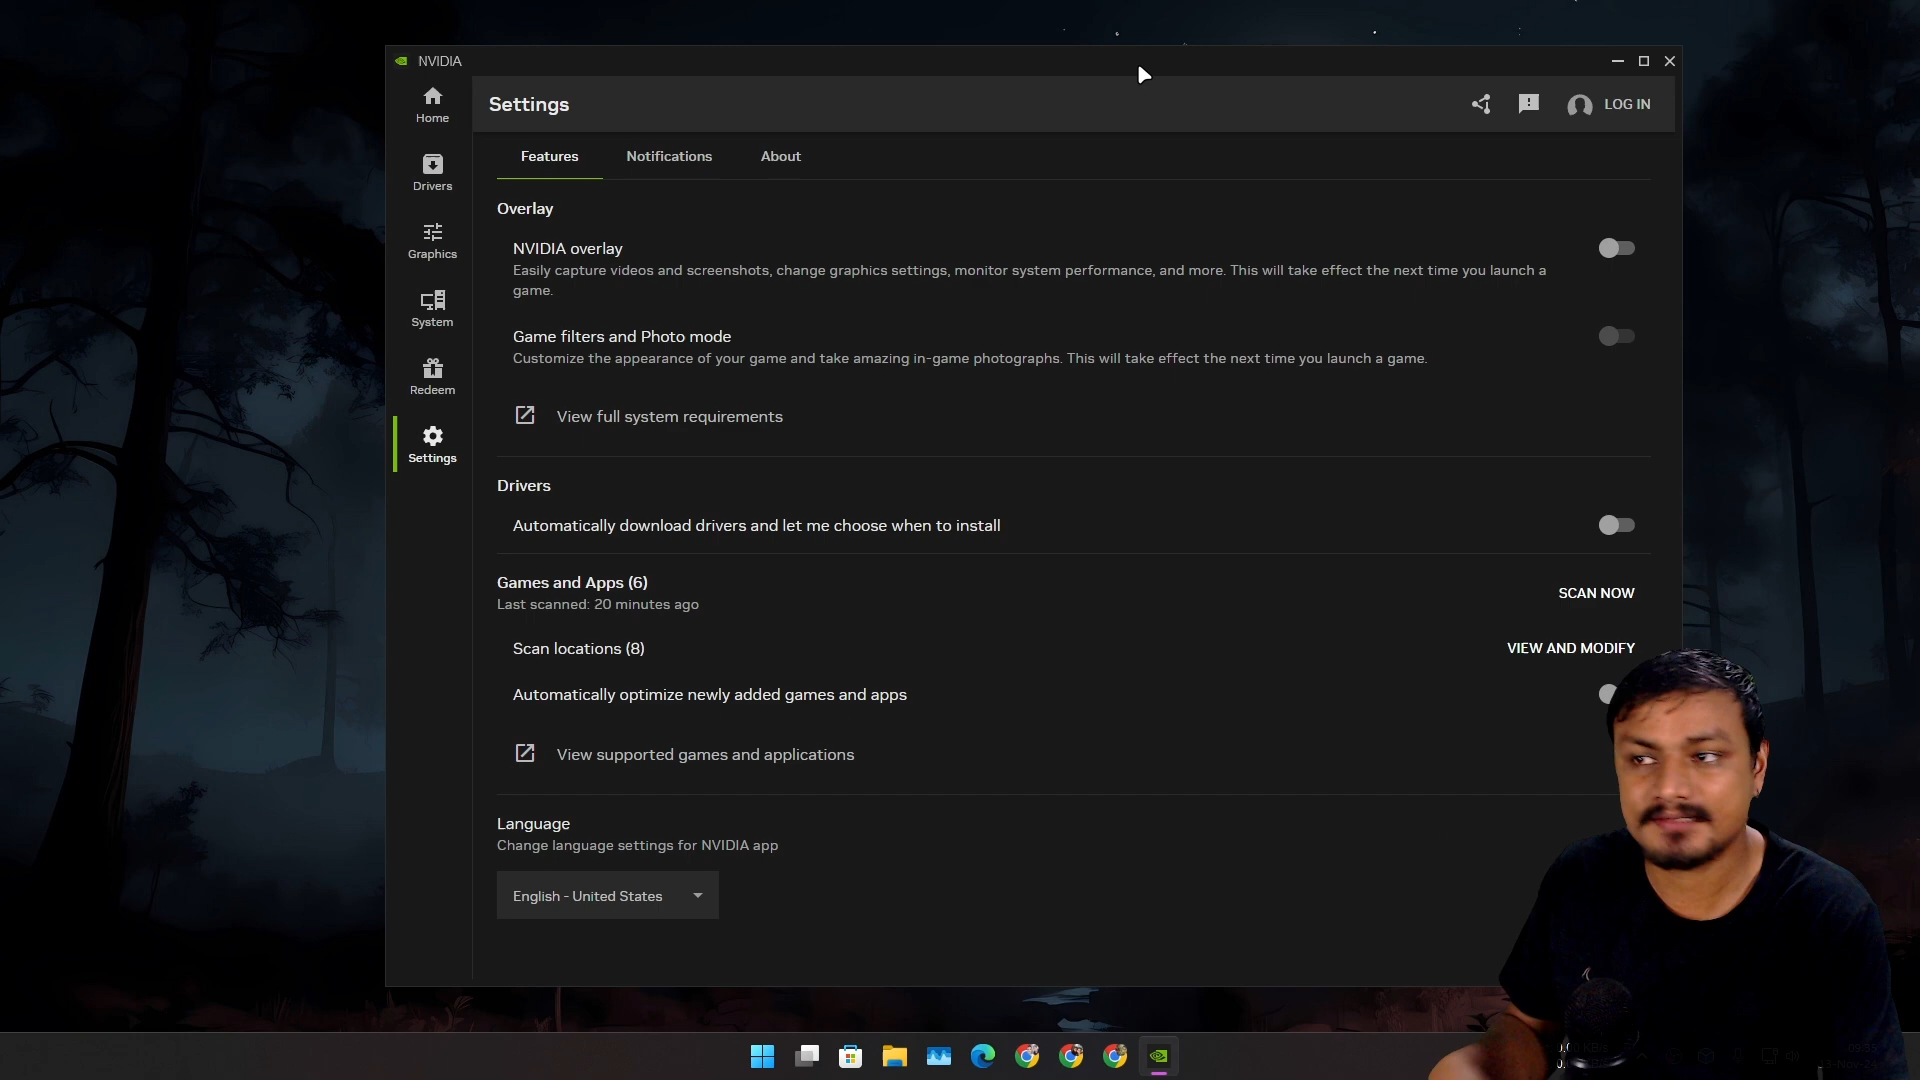 NVIDIA
Home
Settings
LOG IN
Features
Notifications
About
Drivers
Overlay
NVIDIA overlay
Easily capture videos and screenshots, change graphics settings, monitor system performance, and more. This will take effect the next time you launch a
game.
Graphics
System
Game filters and Photo mode
Customize the appearance of your game and take amazing in-game photographs. This will take effect the next time you launch a game.
Redeem
View full system requirements
Settings
Drivers
Automatically download drivers and let me choose when to install
Games and Apps (6)
Last scanned: 20 minutes ago
SCAN NOW
Scan locations (8)
VIEW AND MODIFY
Automatically optimize newly added games and apps
View supported games and applications
Language
Change language settings for NVIDIA app
English - United States